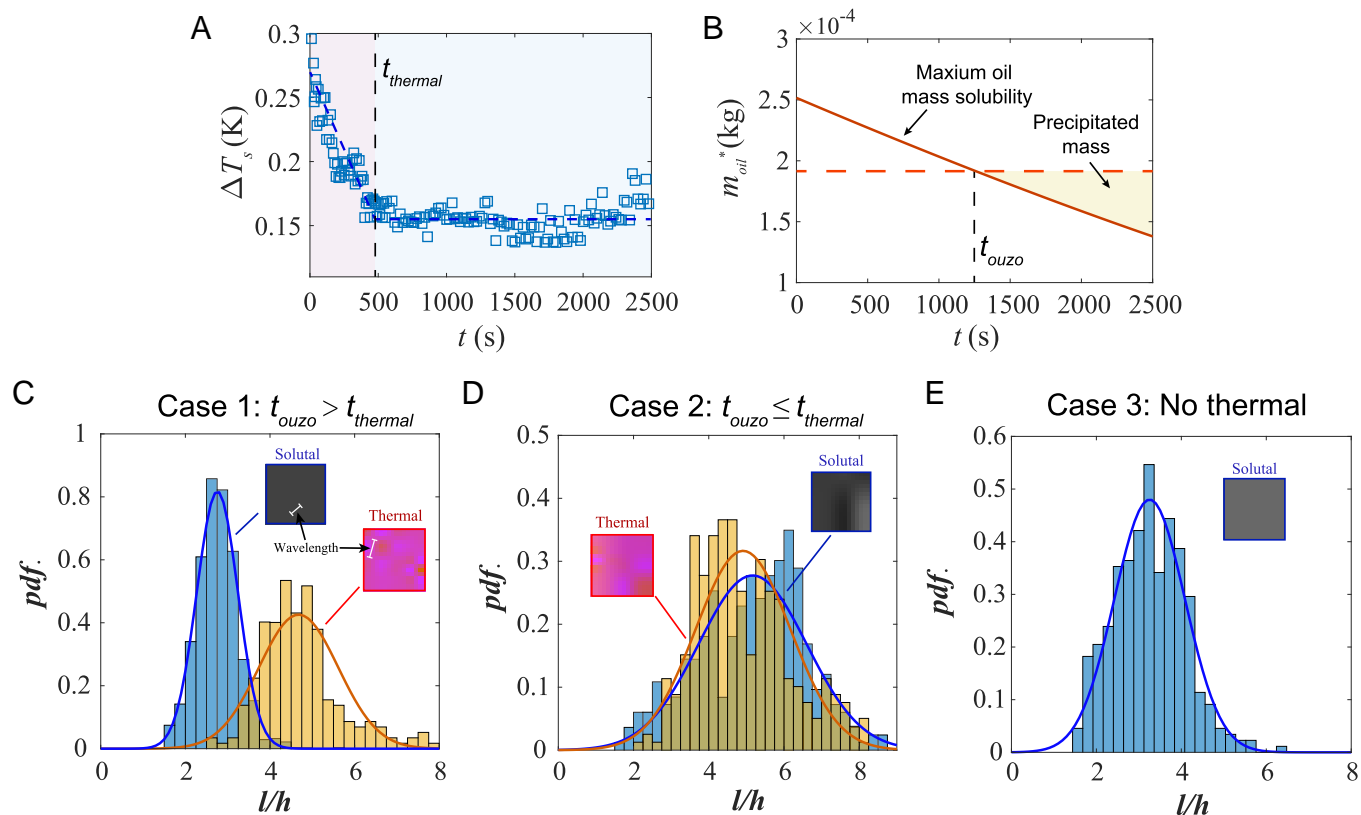 A
0.3
0.25
0.2
0.15
ΔT_s (K)
t_thermal
0 500 1000 1500 2000 2500
t (s)
B
×10^-4
3
2.5
2
1.5
1
m_oil* (kg)
Maxium oil
mass solubility
Precipitated
mass
t_ouzo
0 500 1000 1500 2000 2500
t (s)
C
Case 1: t_ouzo > t_thermal
1
0.8
0.6
0.4
0.2
0
pdf.
Solutal
Thermal
Wavelength
0 2 4 6 8
l/h
D
Case 2: t_ouzo ≤ t_thermal
0.5
0.4
0.3
0.2
0.1
0
pdf.
Solutal
Thermal
0 2 4 6 8
l/h
E
Case 3: No thermal
0.6
0.5
0.4
0.3
0.2
0.1
0
pdf.
Solutal
0 2 4 6 8
l/h